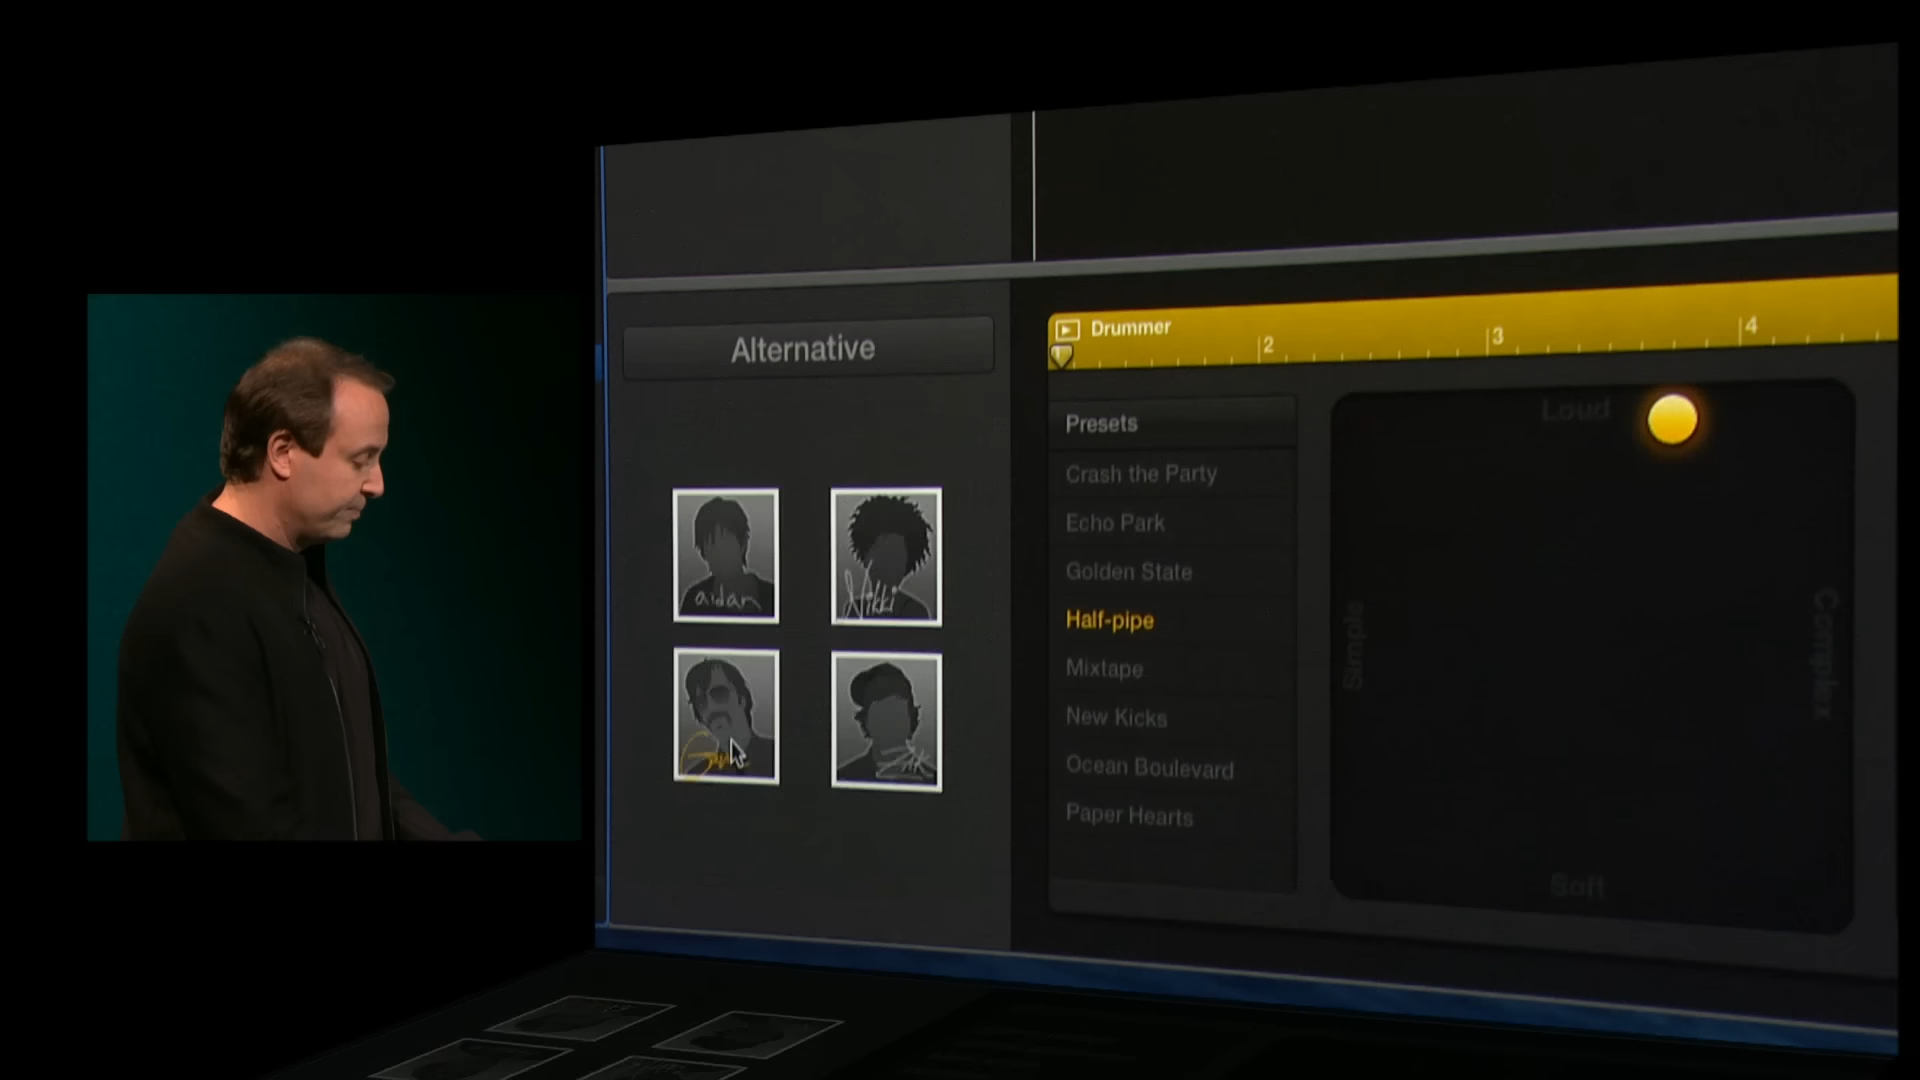 Alternative
aidan
Nikki
Zak
Drummer
2
3
4
Presets
Crash the Party
Echo Park
Golden State
Half-pipe
Mixtape
New Kicks
Ocean Boulevard
Paper Hearts
Loud
Simple
Complex
Soft